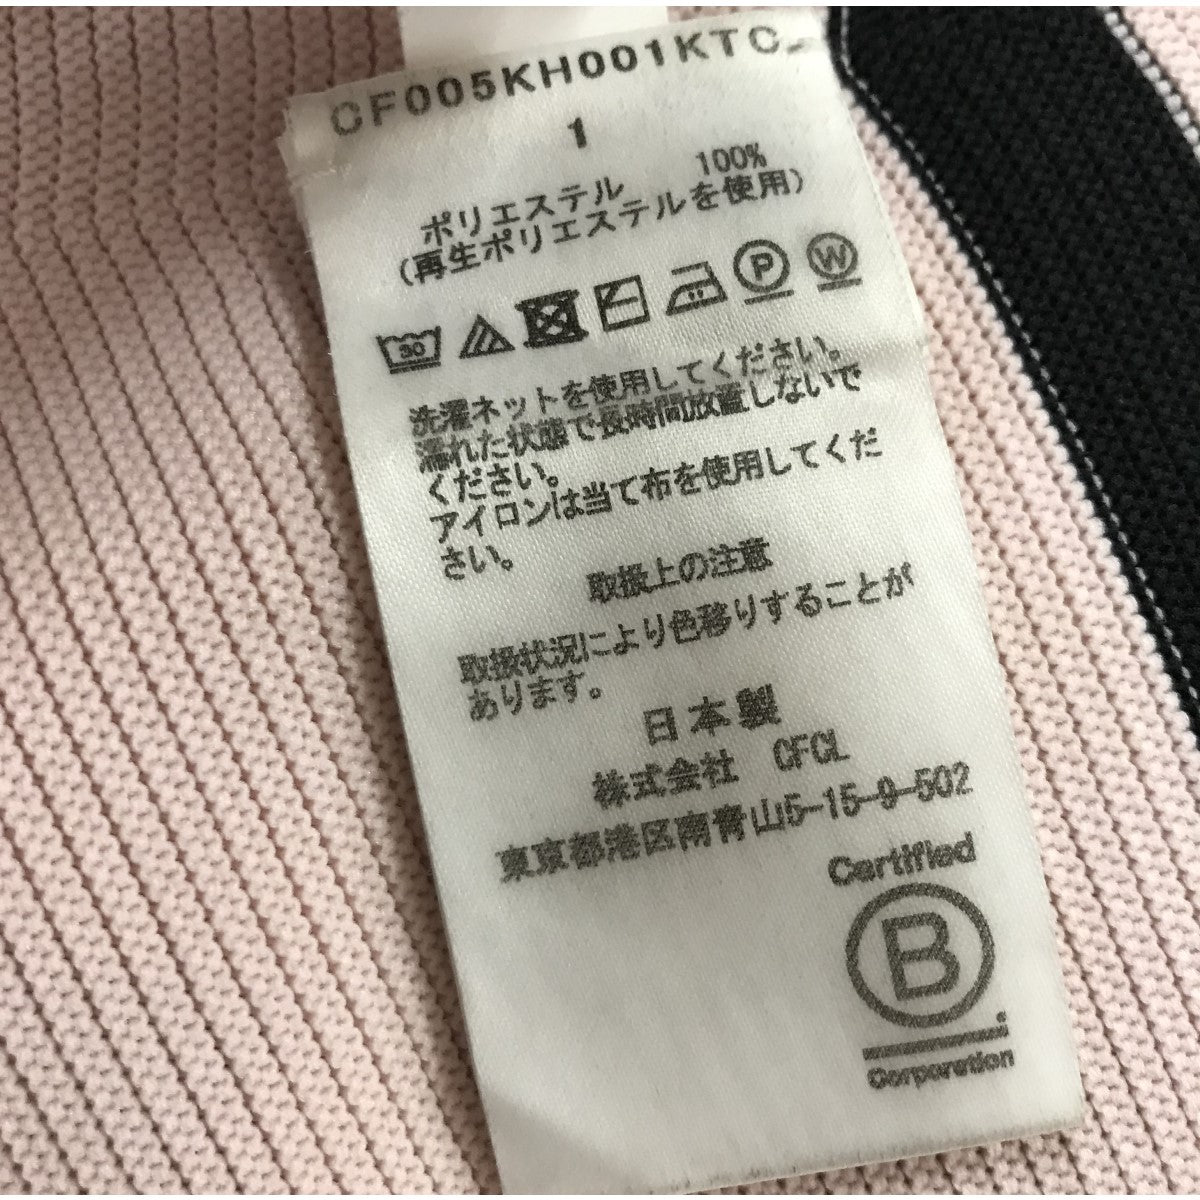 CF005KH001KTC
1
ポリエステル 100%
(再生ポリエステルを使用)
30
P
W
洗濯ネットを使用してください。
濡れた状態で長時間放置しないで
ください。
アイロンは当て布を使用してくだ
さい。
取扱上の注意
取扱状況により色移りすることが
あります。
日本製
株式会社 CFCL
東京都港区南青山5-15-9-502
Certified
B
Corporation